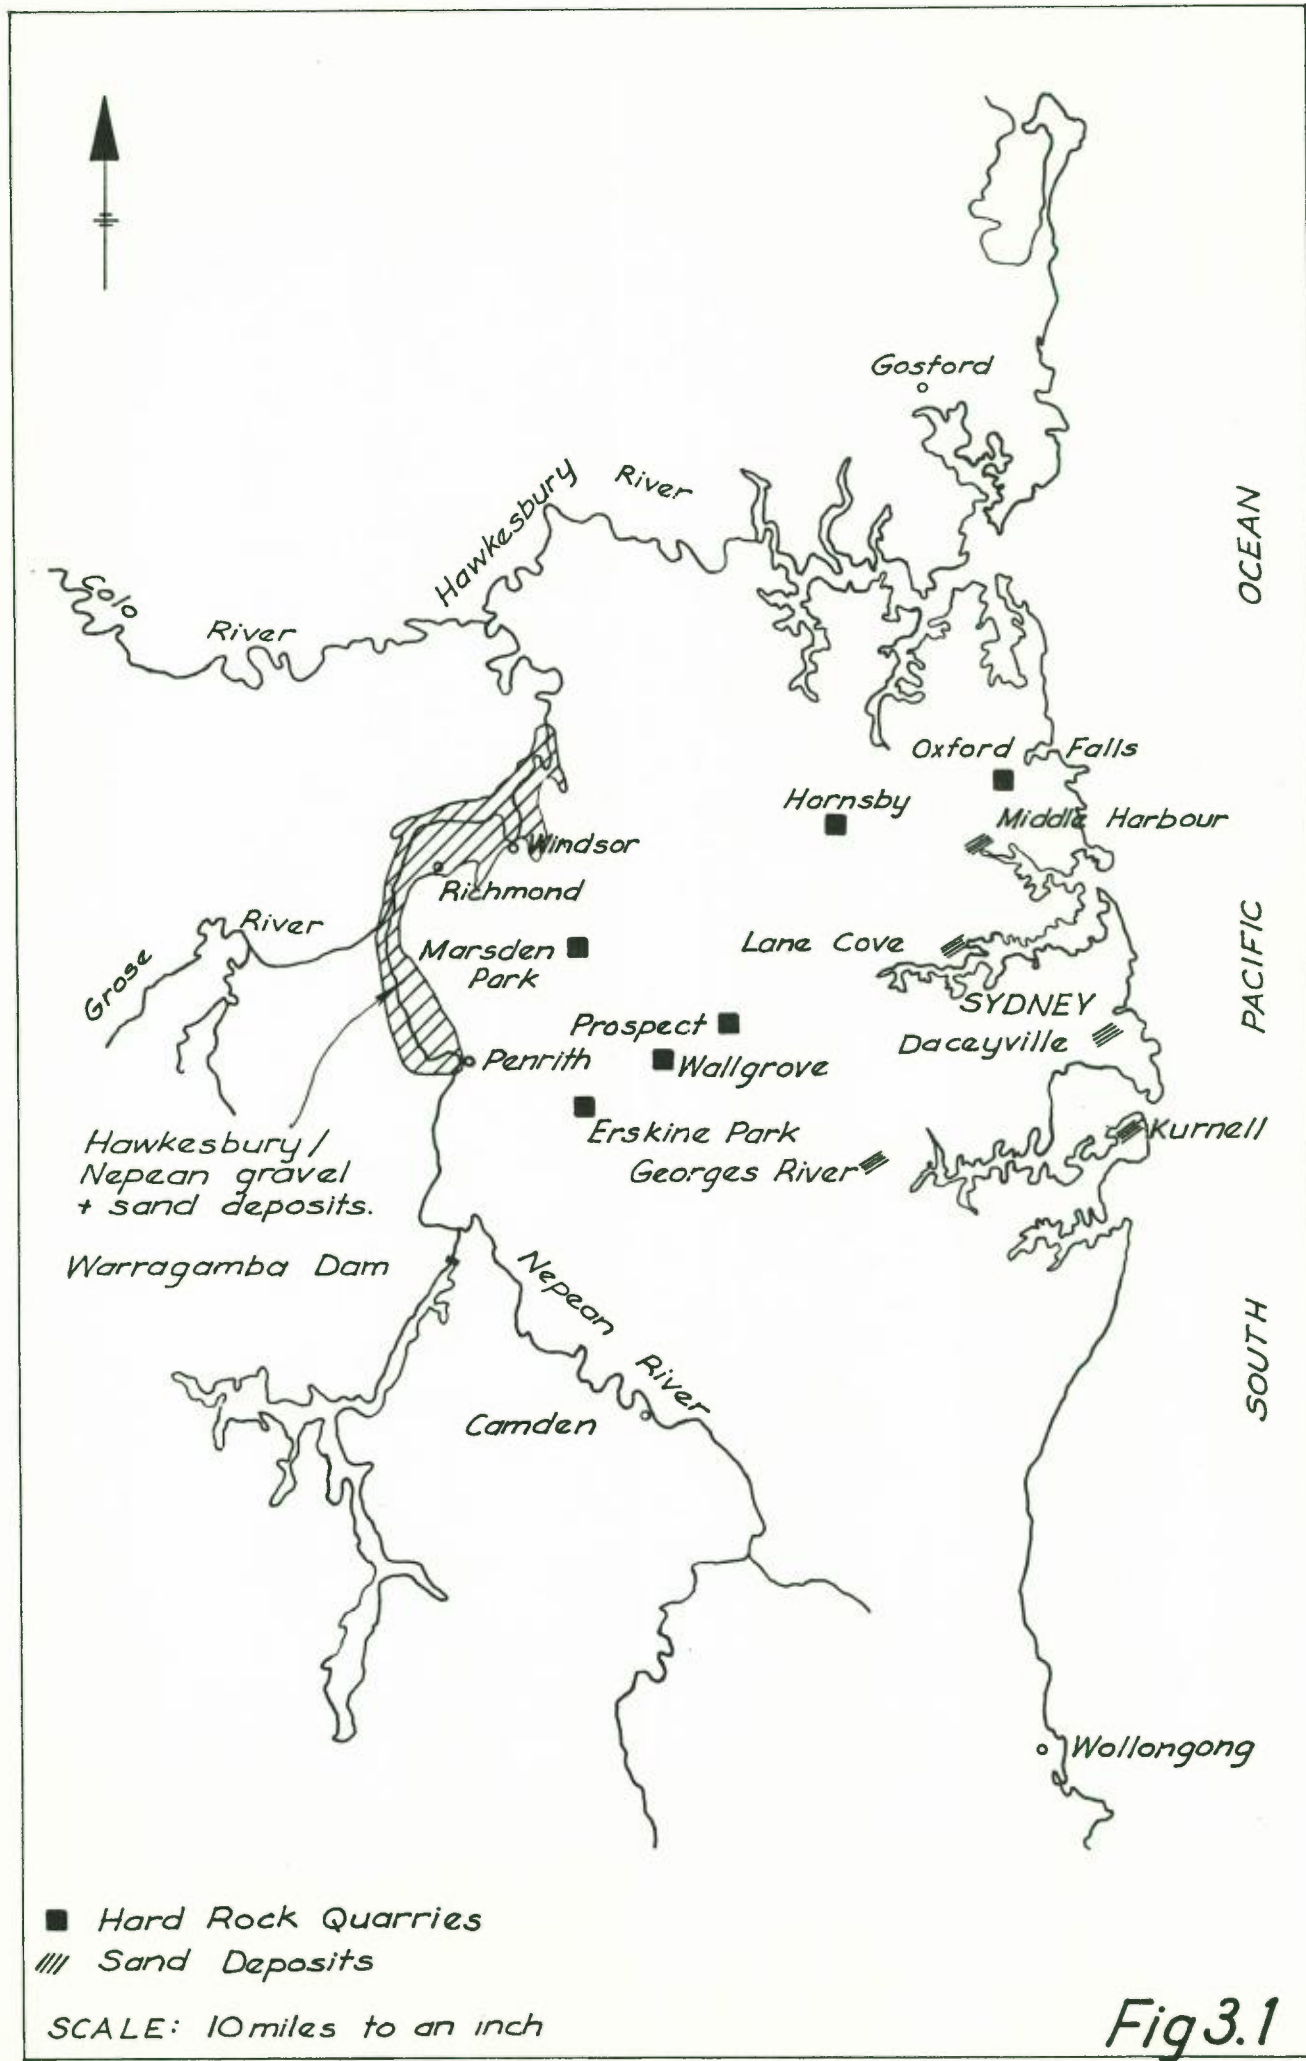 Gosford
Hawkesbury River
OCEAN
Colo River
Oxford Falls
Hornsby
Middle Harbour
Windsor
Richmond
Grose River
Marsden
Park
Lane Cove
PACIFIC
SYDNEY
Prospect
Daceyville
Penrith
Wallgrove
Erskine Park
Kurnell
Hawkesbury /
Nepean gravel
+ sand deposits.
Georges River
Warragamba Dam
Nepean River
SOUTH
Camden
Wollongong
Hard Rock Quarries
Sand Deposits
SCALE: 10 miles to an inch
Fig 3.1